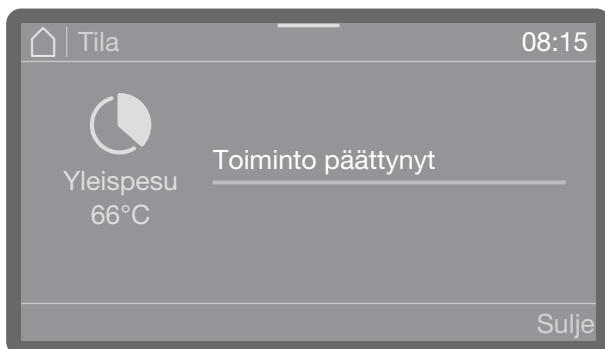 Tila 08:15
Toiminto päättynyt
Yleispesu
66°C
Sulje